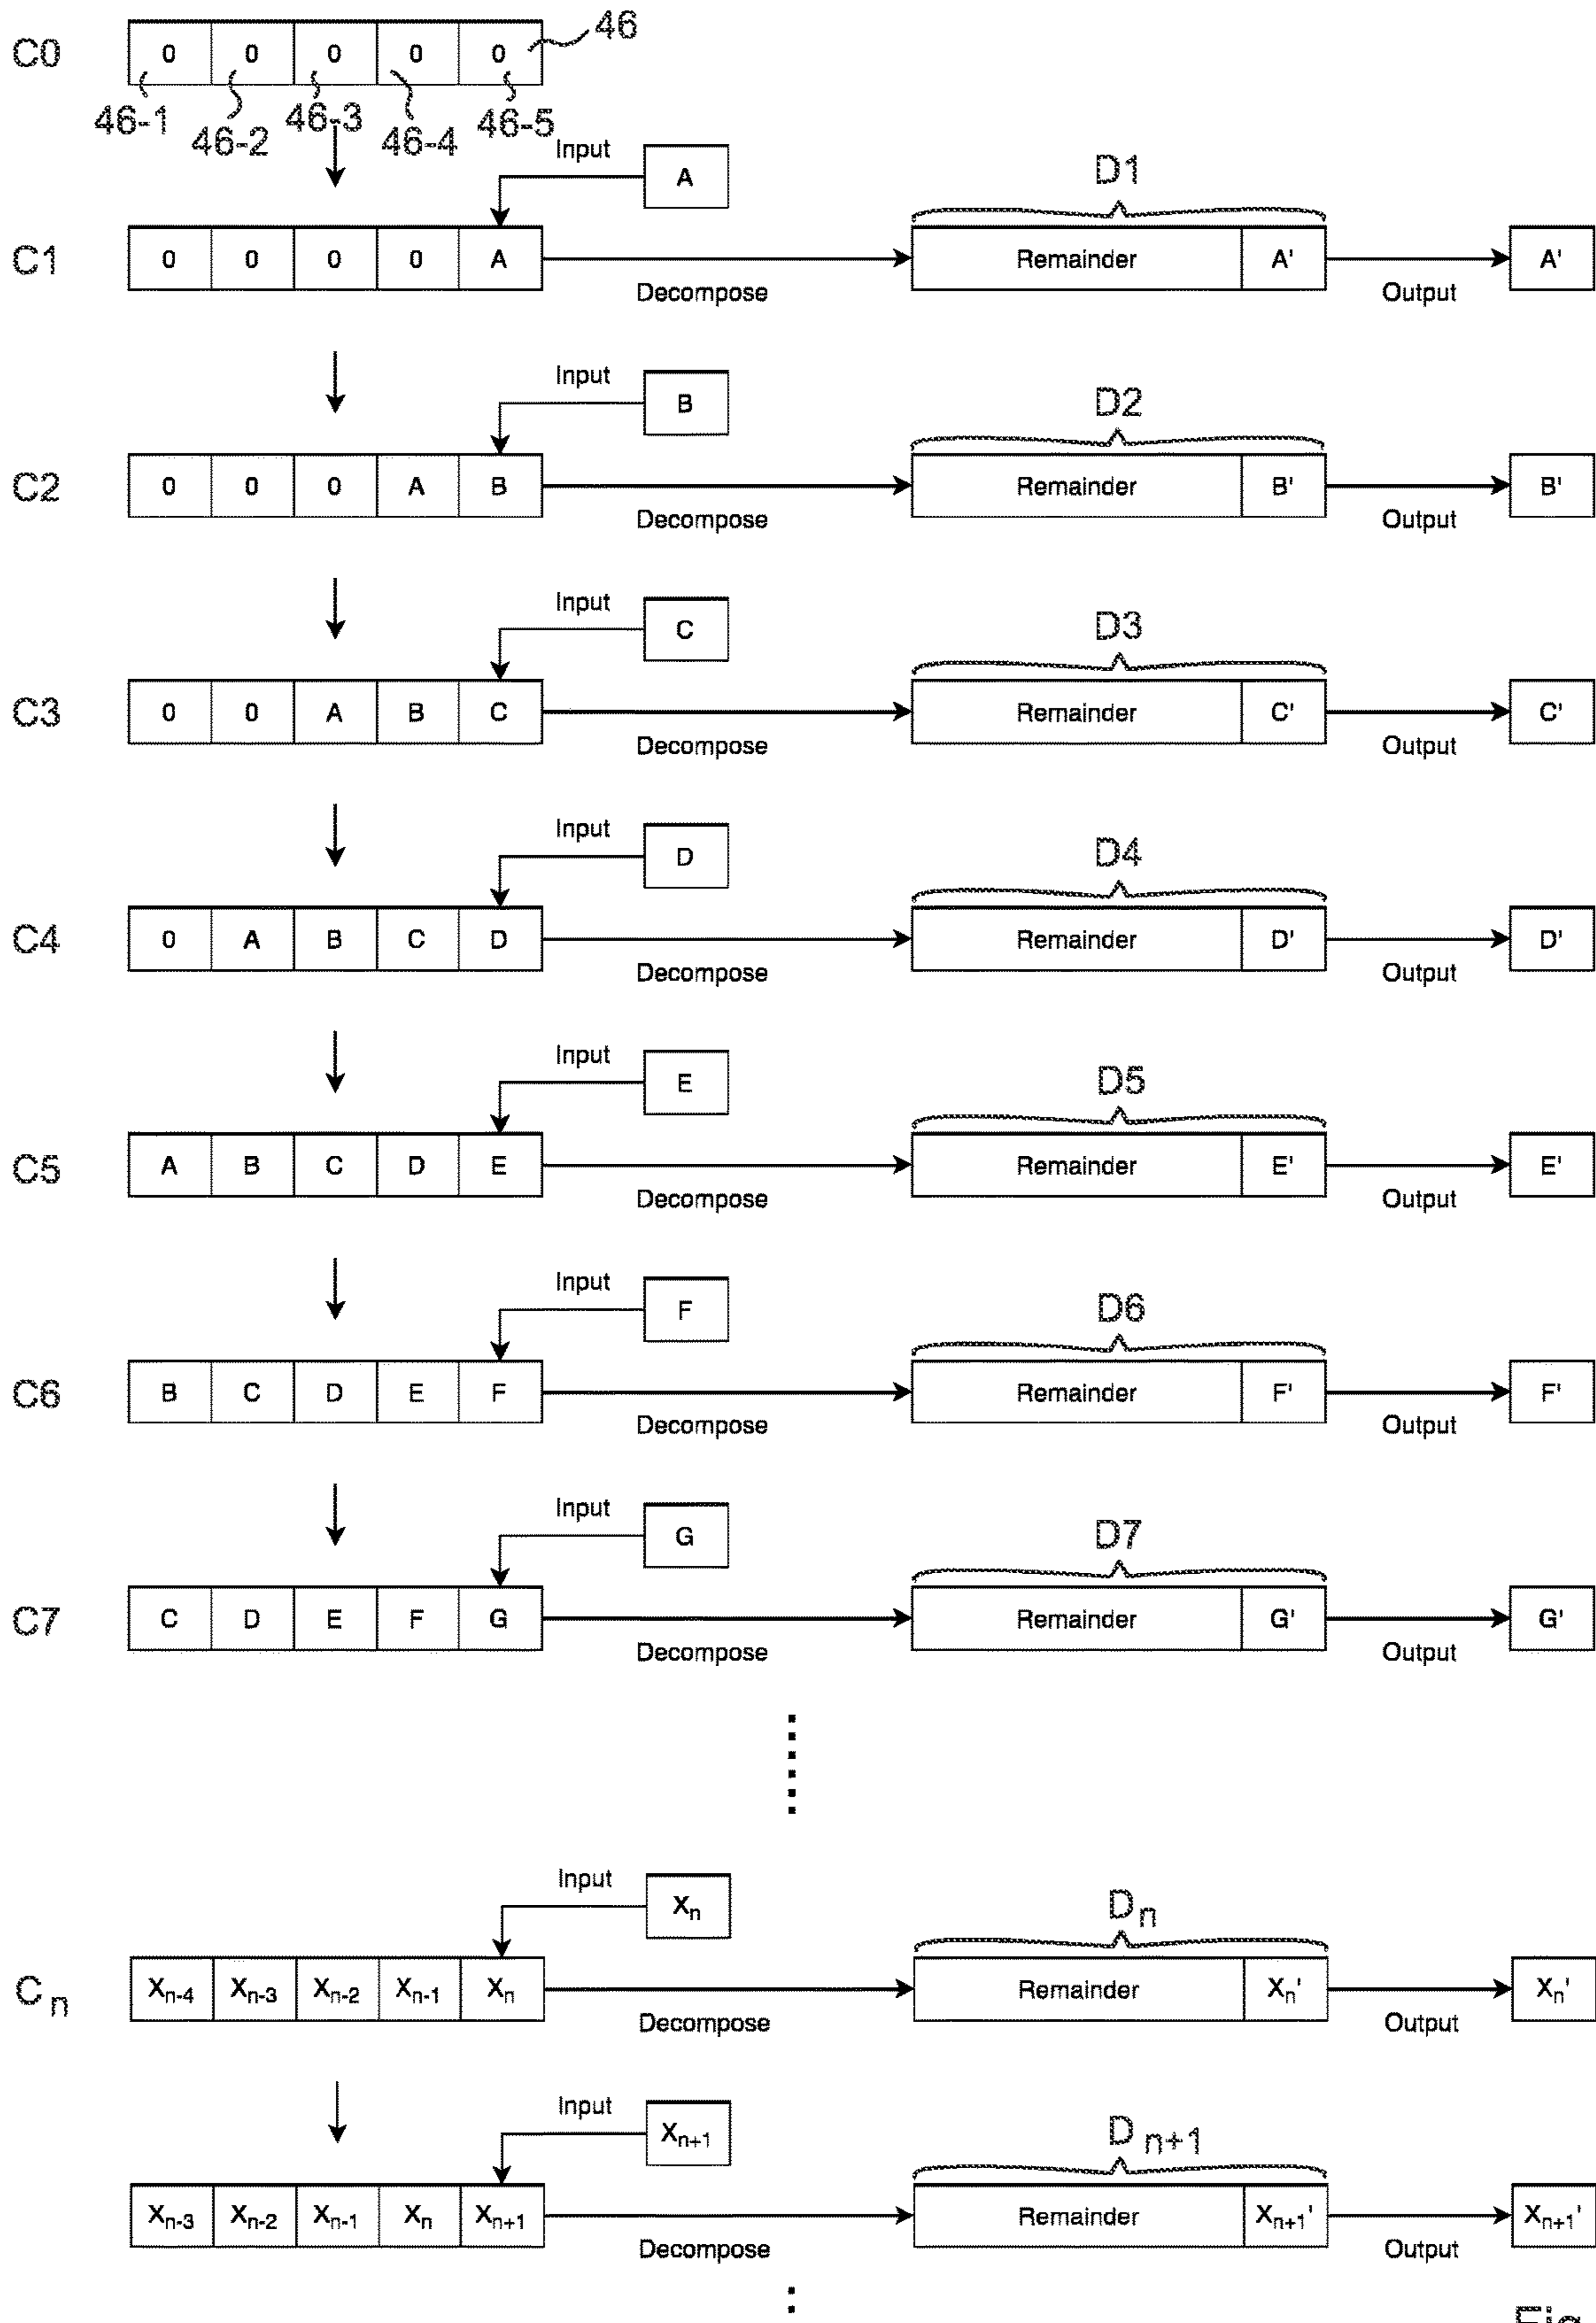 C0 0 0 0 0 0 46
46-1 46-2 46-3 46-4 46-5
Input A
D1
C1 0 0 0 0 A Decompose Remainder A' Output A'
Input B
D2
C2 0 0 0 A B Decompose Remainder B' Output B'
Input C
D3
C3 0 0 A B C Decompose Remainder C' Output C'
Input D
D4
C4 0 A B C D Decompose Remainder D' Output D'
Input E
D5
C5 A B C D E Decompose Remainder E' Output E'
Input F
D6
C6 B C D E F Decompose Remainder F' Output F'
Input G
D7
C7 C D E F G Decompose Remainder G' Output G'
Input Xn
Dn
Cn Xn-4 Xn-3 Xn-2 Xn-1 Xn Decompose Remainder Xn' Output Xn'
Input Xn+1
Dn+1
Xn-3 Xn-2 Xn-1 Xn Xn+1 Decompose Remainder Xn+1' Output Xn+1'